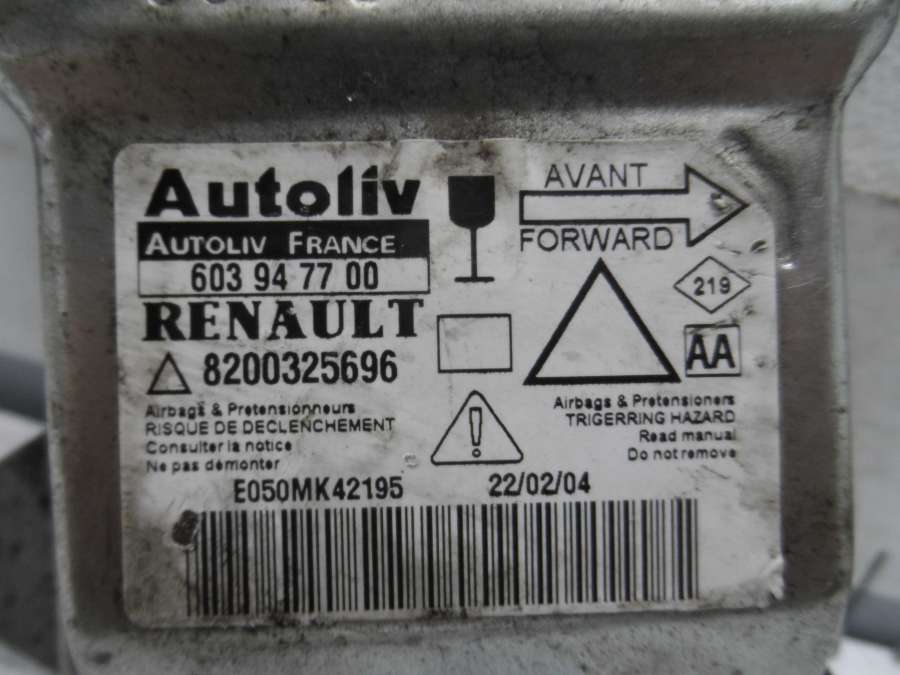 Autoliv
AUTOLIV FRANCE
603 94 77 00
RENAULT
8200325696
AVANT
FORWARD
219
AA
Airbags & Pretensionneurs
RISQUE DE DECLENCHEMENT
Consulter la notice
Ne pas démonter
!
Airbags & Pretensioners
TRIGERRING HAZARD
Read manual
Do not remove
E050MK42195 22/02/04